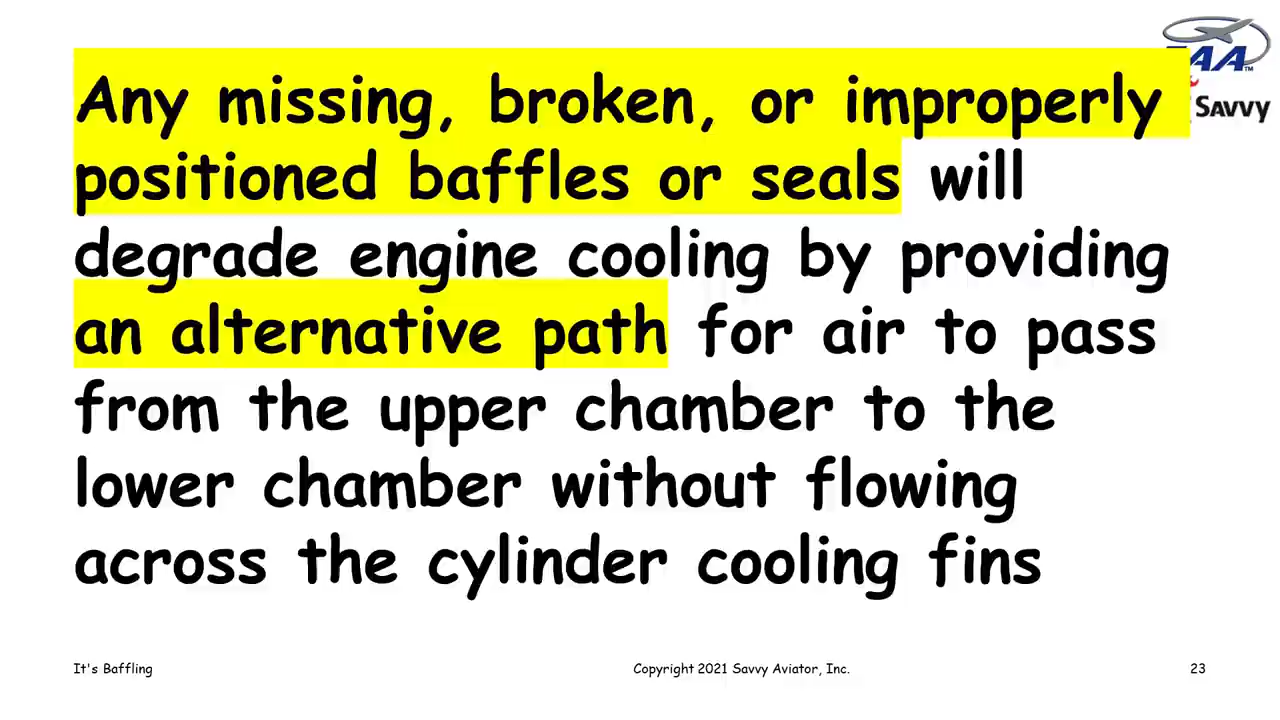 Any missing, broken, or improperly
positioned baffles or seals will
degrade engine cooling by providing
an alternative path for air to pass
from the upper chamber to the
lower chamber without flowing
across the cylinder cooling fins
AA™
Savvy
It's Baffling
Copyright 2021 Savvy Aviator, Inc.
23